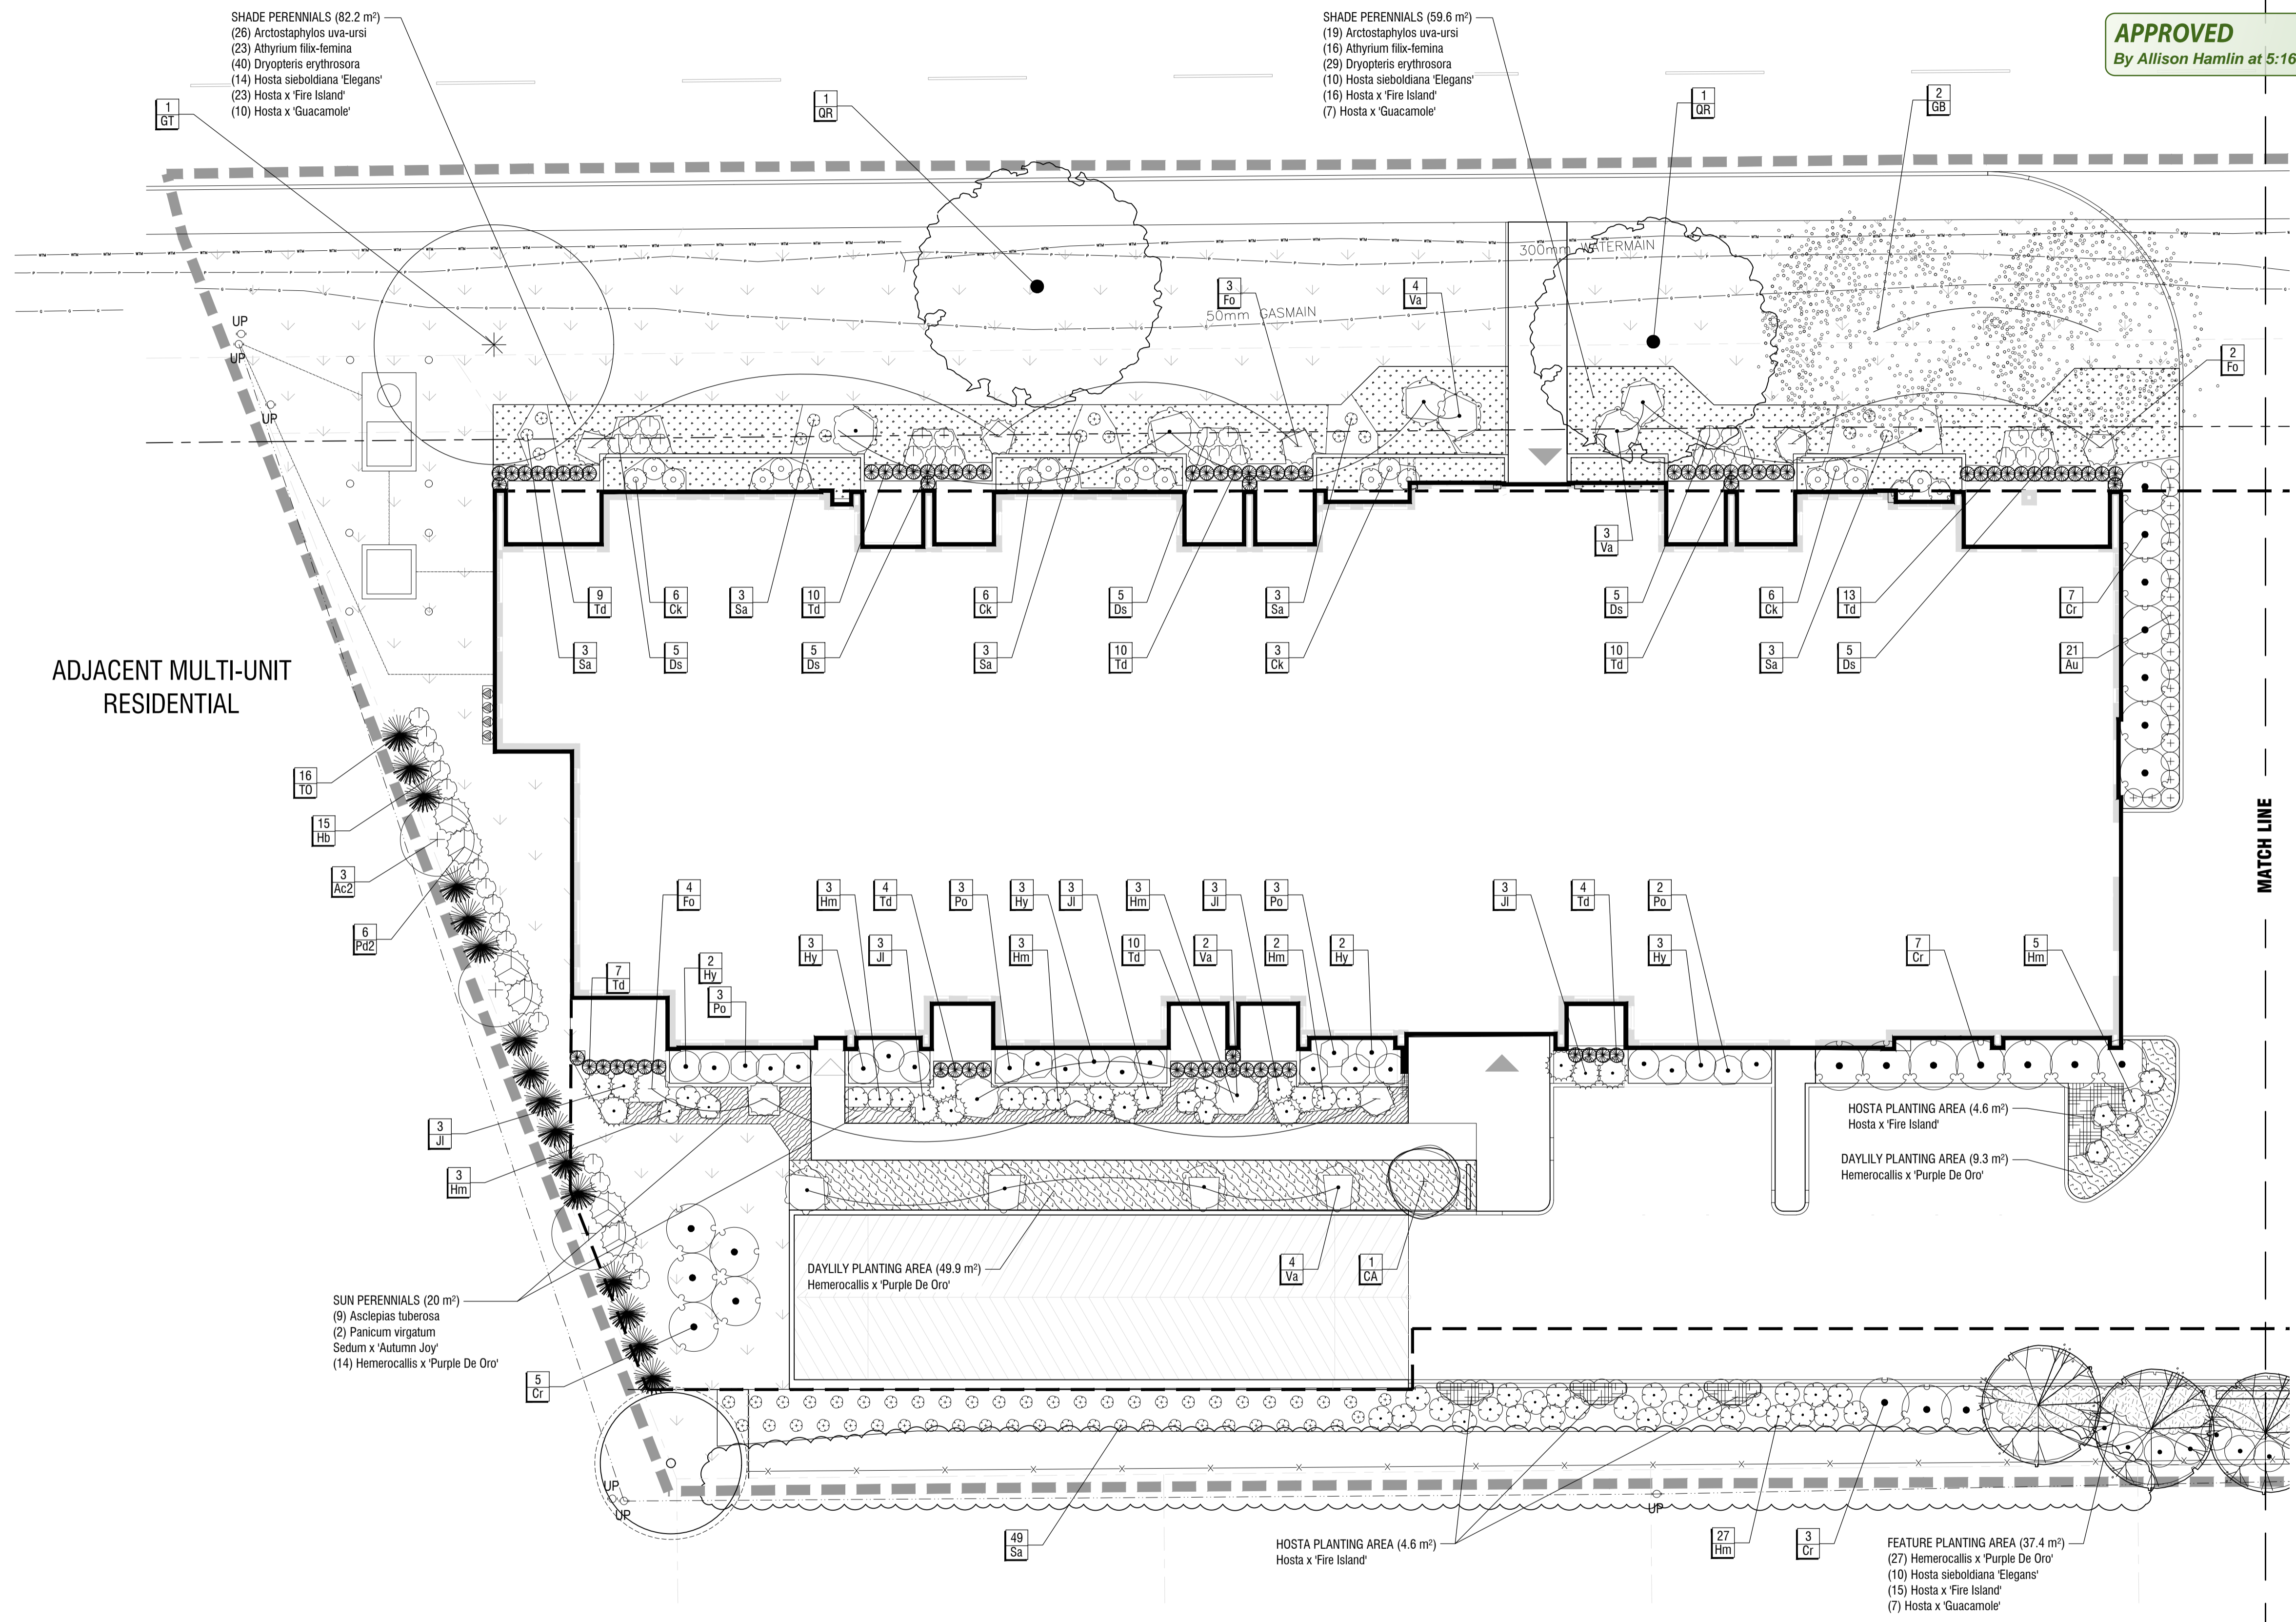 SHADE PERENNIALS (82.2 m²)
(26) Arctostaphylos uva-ursi
(23) Athyrium filix-femina
(40) Dryopteris erythrosora
(14) Hosta sieboldiana 'Elegans'
(23) Hosta x 'Fire Island'
(10) Hosta x 'Guacamole'
SHADE PERENNIALS (59.6 m²)
(19) Arctostaphylos uva-ursi
(16) Athyrium filix-femina
(29) Dryopteris erythrosora
(10) Hosta sieboldiana 'Elegans'
(16) Hosta x 'Fire Island'
(7) Hosta x 'Guacamole'
APPROVED
By Allison Hamlin at 5:16
1
GT
1
QR
1
QR
2
GB
300mm WATERMAIN
3
Fo
4
Va
50mm GASMAIN
UP
UP
UP
2
Fo
3
Va
9
Td
6
Ck
3
Sa
10
Td
6
Ck
5
Ds
3
Sa
5
Ds
6
Ck
13
Td
7
Cr
3
Sa
5
Ds
5
Ds
3
Sa
10
Td
3
Ck
10
Td
3
Sa
5
Ds
21
Au
ADJACENT MULTI-UNIT
RESIDENTIAL
MATCH LINE
16
TO
15
Hb
3
Ac2
6
Pd2
4
Fo
3
Hm
4
Td
3
Po
3
Hy
3
Jl
3
Hm
3
Jl
3
Po
3
Jl
4
Td
2
Po
7
Td
2
Hy
3
Po
3
Hy
3
Jl
3
Hm
10
Td
2
Va
2
Hm
2
Hy
3
Hy
7
Cr
5
Hm
3
Jl
3
Hm
HOSTA PLANTING AREA (4.6 m²)
Hosta x 'Fire Island'
DAYLILY PLANTING AREA (9.3 m²)
Hemerocallis x 'Purple De Oro'
DAYLILY PLANTING AREA (49.9 m²)
Hemerocallis x 'Purple De Oro'
4
Va
1
CA
SUN PERENNIALS (20 m²)
(9) Asclepias tuberosa
(2) Panicum virgatum
Sedum x 'Autumn Joy'
(14) Hemerocallis x 'Purple De Oro'
5
Cr
UP
UP
UP
49
Sa
HOSTA PLANTING AREA (4.6 m²)
Hosta x 'Fire Island'
27
Hm
3
Cr
FEATURE PLANTING AREA (37.4 m²)
(27) Hemerocallis x 'Purple De Oro'
(10) Hosta sieboldiana 'Elegans'
(15) Hosta x 'Fire Island'
(7) Hosta x 'Guacamole'